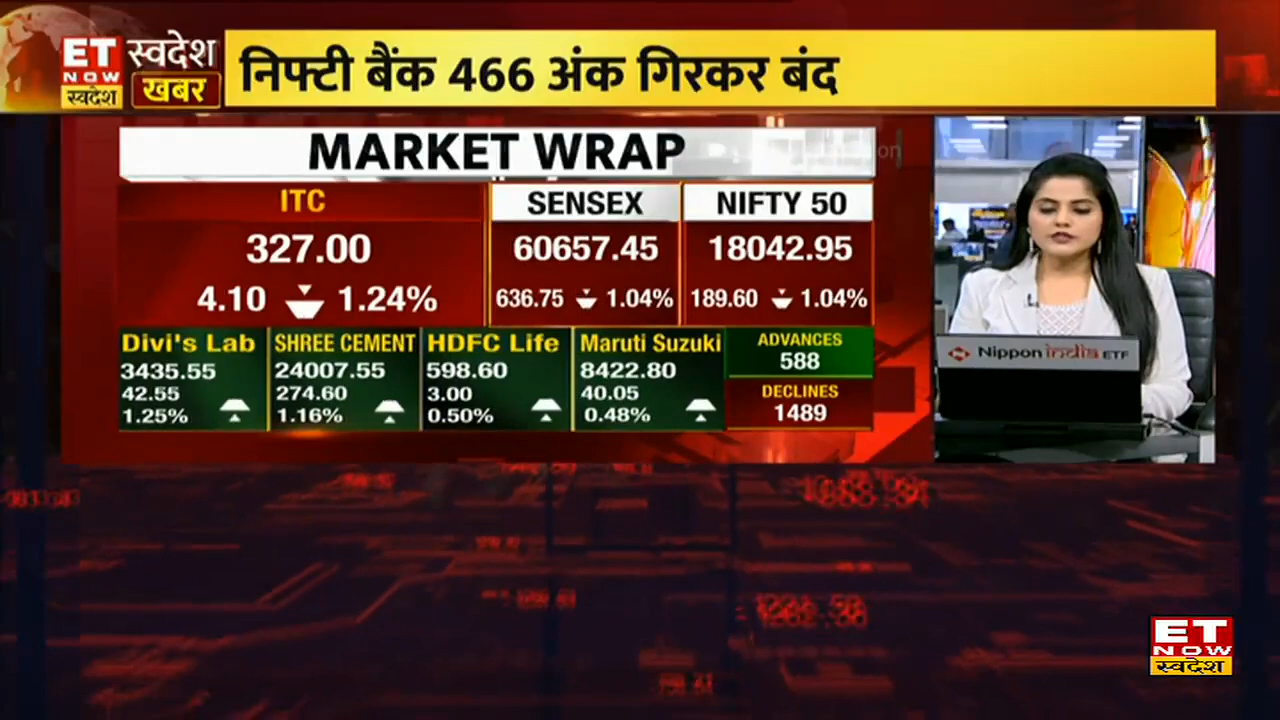 ET
NOW
स्वदेश
स्वदेश
खबर
निफ्टी बैंक 466 अंक गिरकर बंद
MARKET WRAP
ITC
327.00
4.10 1.24%
SENSEX
60657.45
636.75 1.04%
NIFTY 50
18042.95
189.60 1.04%
Divi's Lab
3435.55
42.55
1.25%
SHREE CEMENT
24007.55
274.60
1.16%
HDFC Life
598.60
3.00
0.50%
Maruti Suzuki
8422.80
40.05
0.48%
ADVANCES
588
DECLINES
1489
Nippon india ETF
ET
NOW
स्वदेश